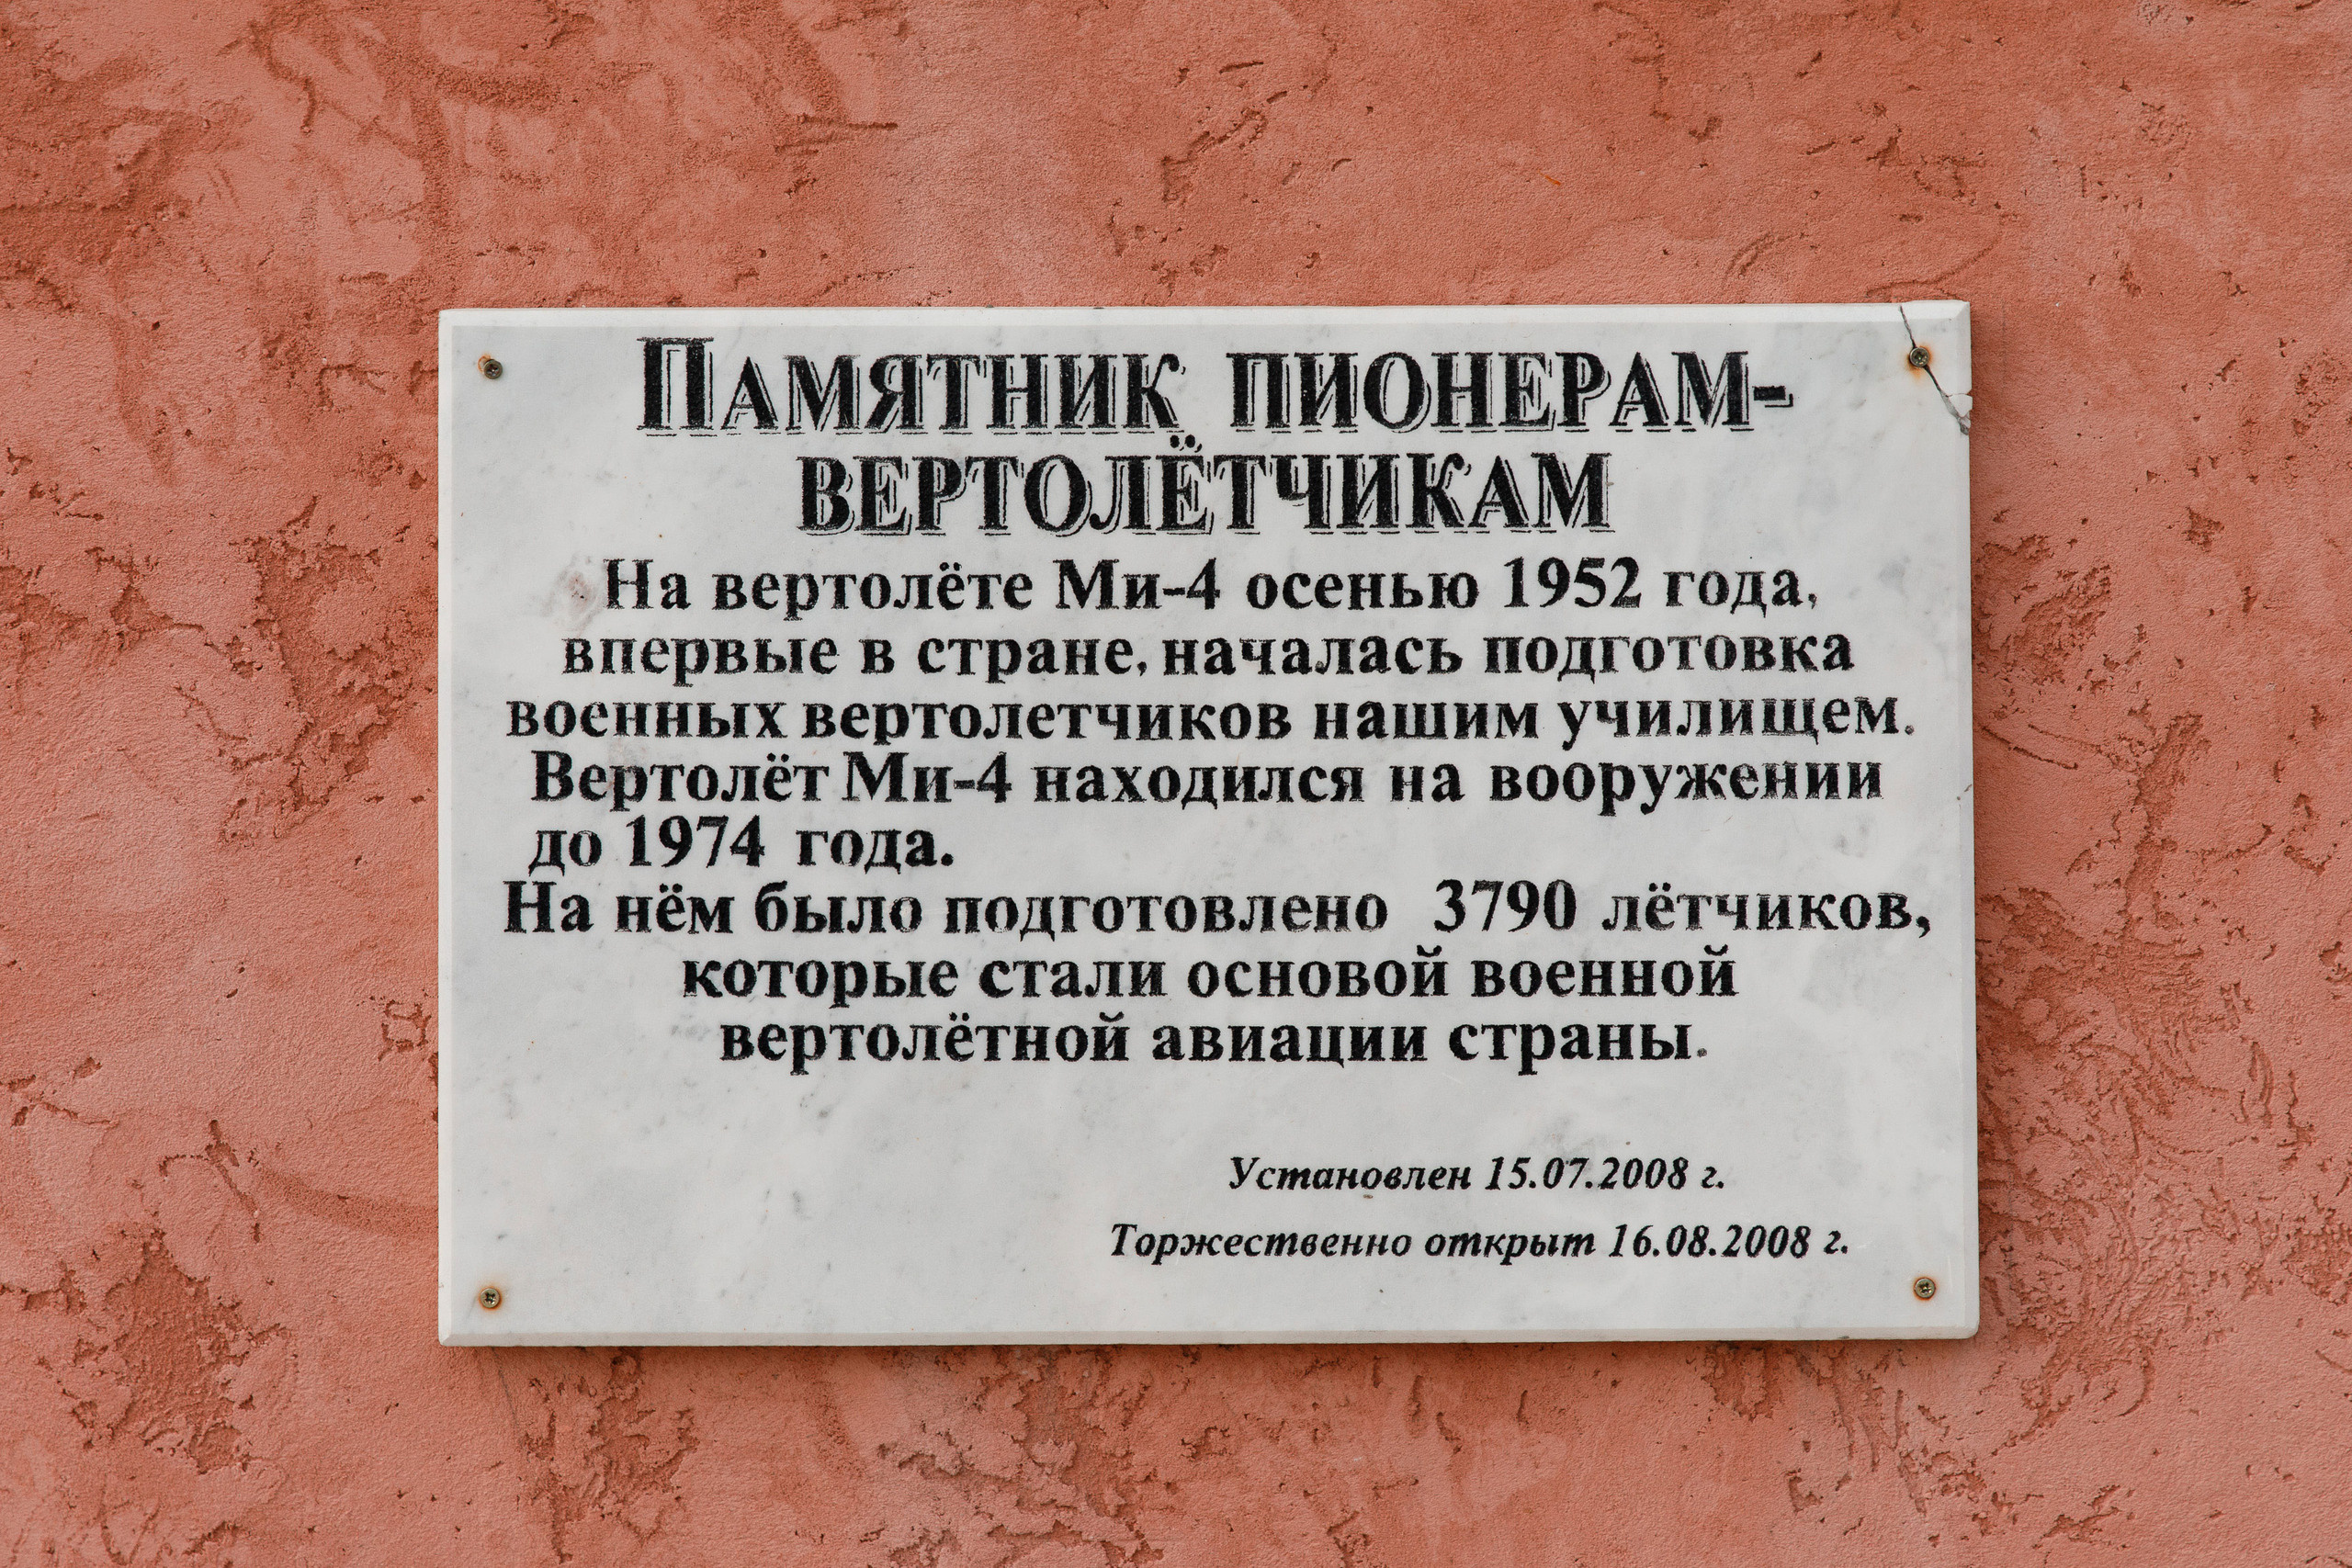 Памятник пионерам-
вертолётчикам
На вертолёте Ми-4 осенью 1952 года,
впервые в стране, началась подготовка
военных вертолетчиков нашим училищем.
Вертолёт Ми-4 находился на вооружении
до 1974 года.
На нём было подготовлено 3790 лётчиков,
которые стали основой военной
вертолётной авиации страны.
Установлен 15.07.2008 г.
Торжественно открыт 16.08.2008 г.